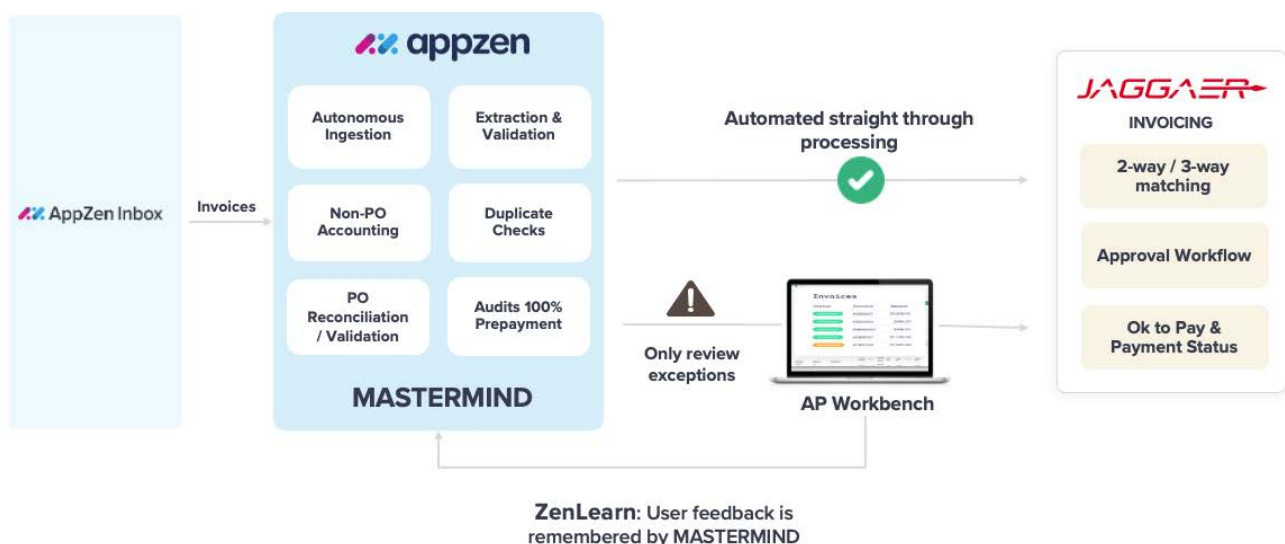 AppZen Inbox
Invoices
appzen
Autonomous
Ingestion
Extraction &
Validation
Non-PO
Accounting
Duplicate
Checks
PO
Reconciliation
/ Validation
Audits 100%
Prepayment
MASTERMIND
Automated straight through
processing
Only review
exceptions
Invoices
AP Workbench
JAGGAER
INVOICING
2-way / 3-way
matching
Approval Workflow
Ok to Pay &
Payment Status
ZenLearn: User feedback is
remembered by MASTERMIND